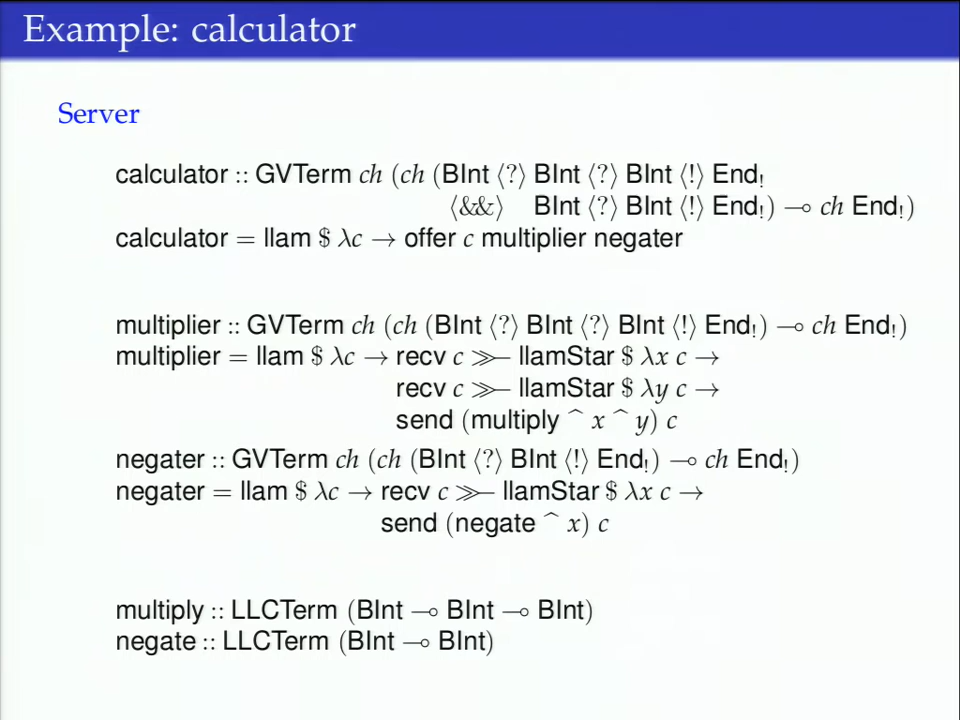 Example: calculator
Server
calculator :: GVTerm ch (ch (BInt ⟨?⟩ BInt ⟨?⟩ BInt ⟨!⟩ End!
⟨&&⟩ BInt ⟨?⟩ BInt ⟨!⟩ End!) ⊸ ch End!)
calculator = llam $ λc → offer c multiplier negater
multiplier :: GVTerm ch (ch (BInt ⟨?⟩ BInt ⟨?⟩ BInt ⟨!⟩ End!) ⊸ ch End!)
multiplier = llam $ λc → recv c ≫– llamStar $ λx c →
recv c ≫– llamStar $ λy c →
send (multiply ⌢ x ⌢ y) c
negater :: GVTerm ch (ch (BInt ⟨?⟩ BInt ⟨!⟩ End!) ⊸ ch End!)
negater = llam $ λc → recv c ≫– llamStar $ λx c →
send (negate ⌢ x) c
multiply :: LLCTerm (BInt ⊸ BInt ⊸ BInt)
negate :: LLCTerm (BInt ⊸ BInt)